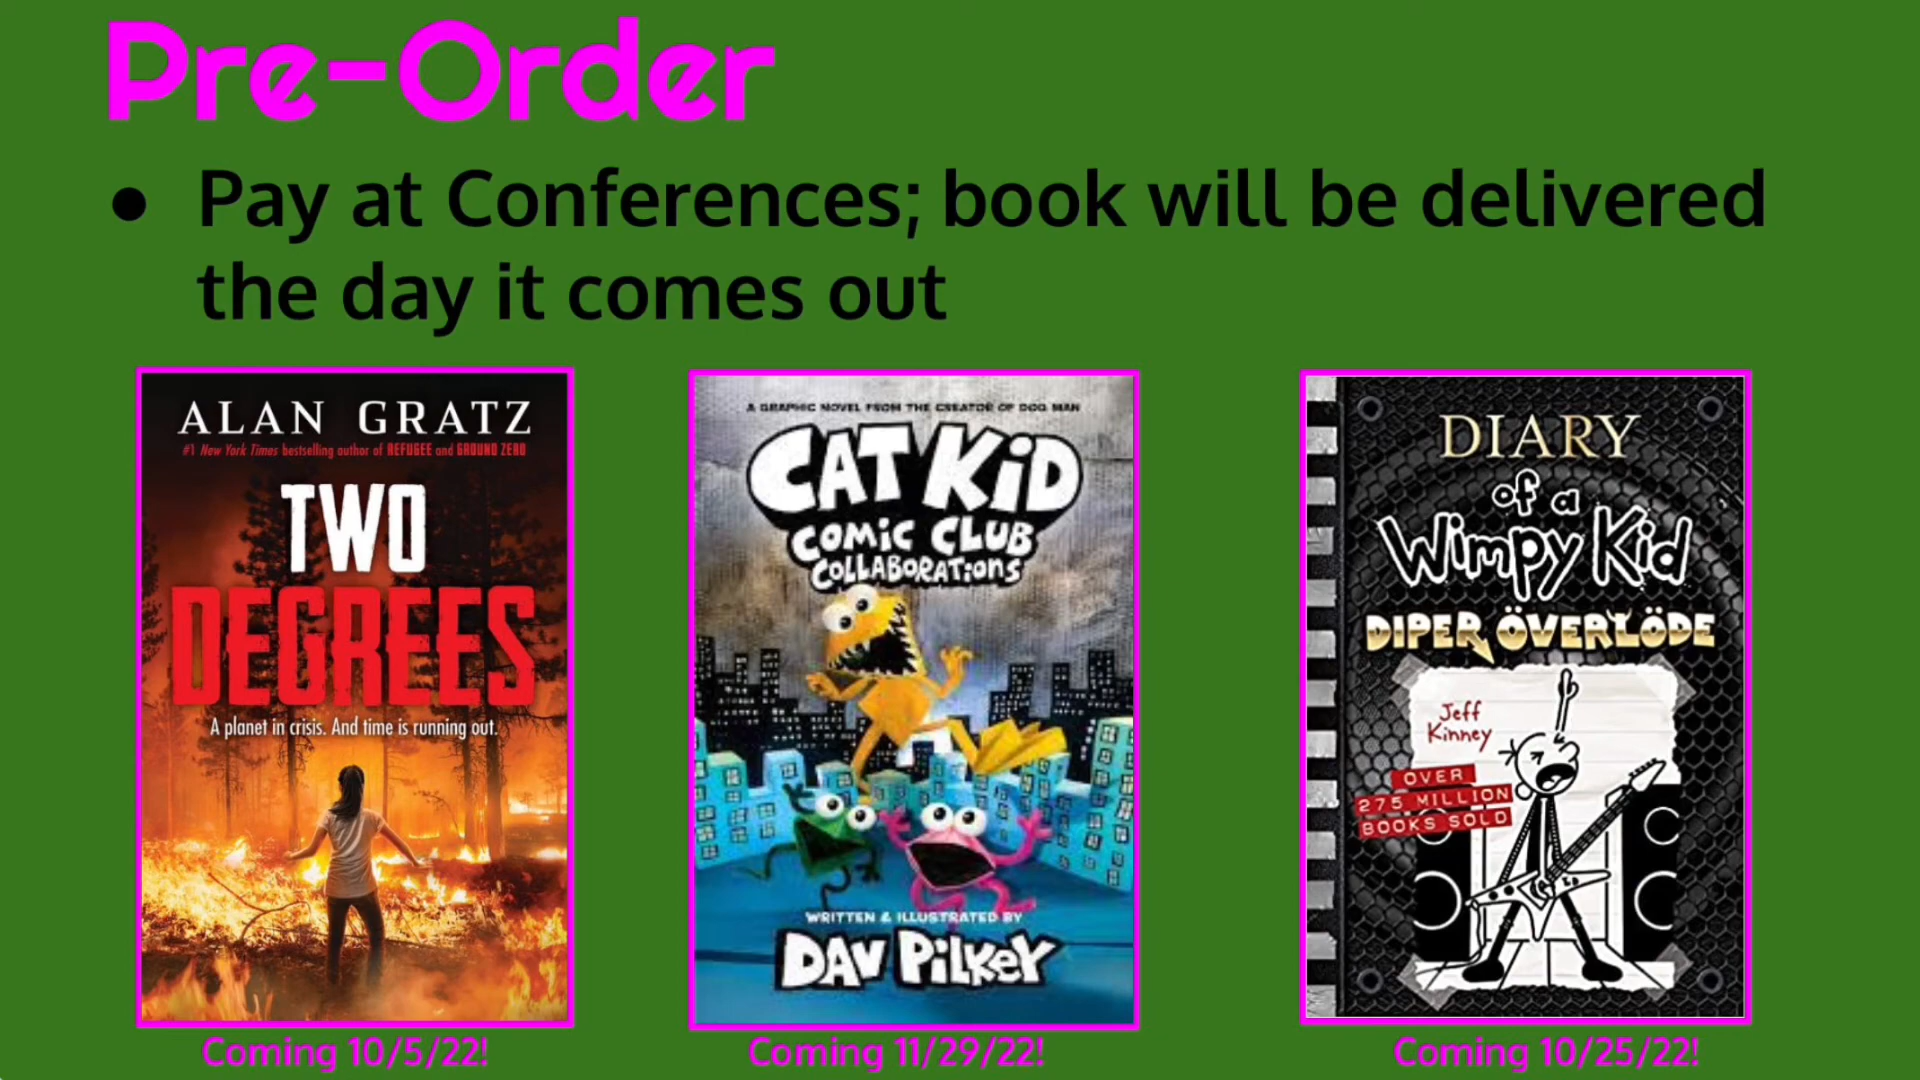 Pre-Order
● Pay at Conferences; book will be delivered
the day it comes out
ALAN GRATZ
#1 New York Times bestselling author of REFUGEE and GROUND ZERO
TWO
DEGREES
A planet in crisis. And time is running out.
Coming 10/5/22!
A GRAPHIC NOVEL FROM THE CREATOR OF DOG MAN
CAT KiD
COMiC CLUB
COLLABORATiONS
WRITTEN & ILLUSTRATED BY
DAV PiLKEY
Coming 11/29/22!
DIARY
of a
Wimpy Kid
DIPER ÖVERLÖDE
Jeff
Kinney
OVER
275 MILLION
BOOKS SOLD
Coming 10/25/22!